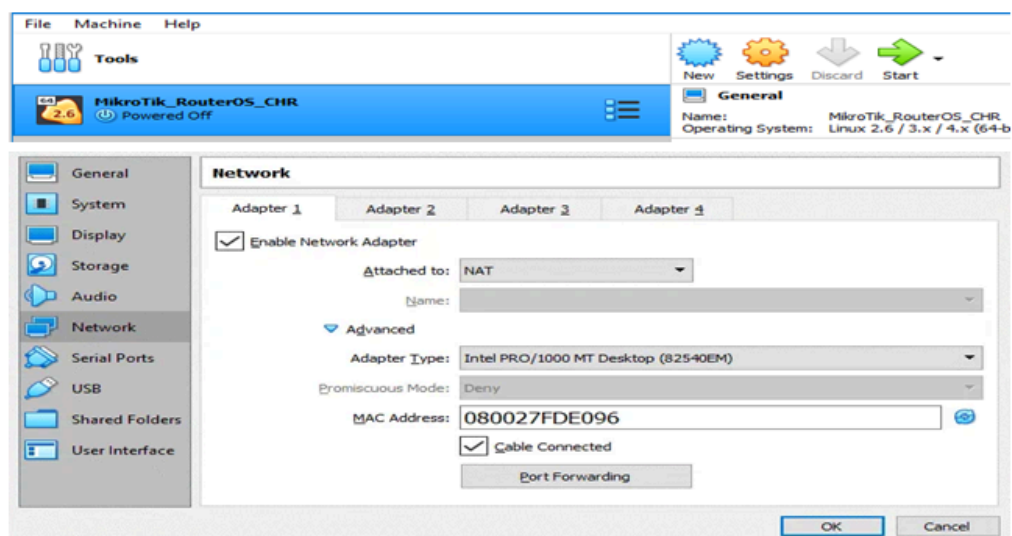 File Machine Help
Tools
New Settings Discard Start
64
2.6
MikroTik_RouterOS_CHR
Powered Off
General
Name: MikroTik_RouterOS_CHR
Operating System: Linux 2.6 / 3.x / 4.x (64-b
General
System
Display
Storage
Audio
Network
Serial Ports
USB
Shared Folders
User Interface
Network
Adapter 1 Adapter 2 Adapter 3 Adapter 4
Enable Network Adapter
Attached to: NAT
Name:
Advanced
Adapter Type: Intel PRO/1000 MT Desktop (82540EM)
Promiscuous Mode: Deny
MAC Address: 080027FDE096
Cable Connected
Port Forwarding
OK Cancel